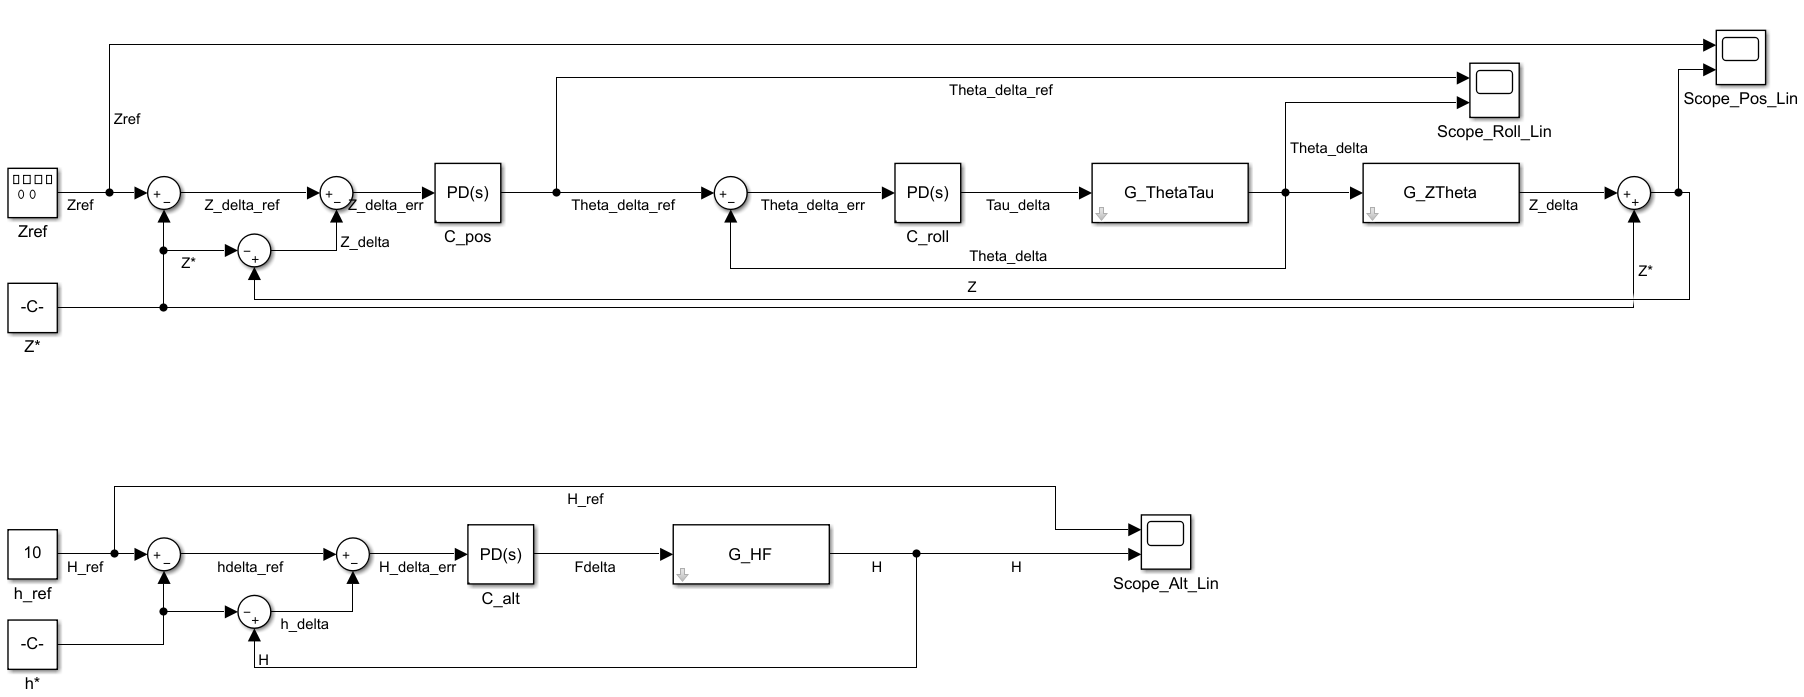 Scope_Pos_Lin
Theta_delta_ref
Scope_Roll_Lin
Zref
Theta_delta
Zref
Zref
+
−
Z_delta_ref
+
−
Z_delta_err
PD(s)
C_pos
Theta_delta_ref
+
−
Theta_delta_err
PD(s)
C_roll
Tau_delta
G_ThetaTau
G_ZTheta
Z_delta
+
+
Z*
−
+
Z_delta
Theta_delta
Z
Z*
-C-
Z*
H_ref
10
h_ref
H_ref
+
−
hdelta_ref
+
−
H_delta_err
PD(s)
C_alt
Fdelta
G_HF
H
H
Scope_Alt_Lin
−
+
h_delta
H
-C-
h*